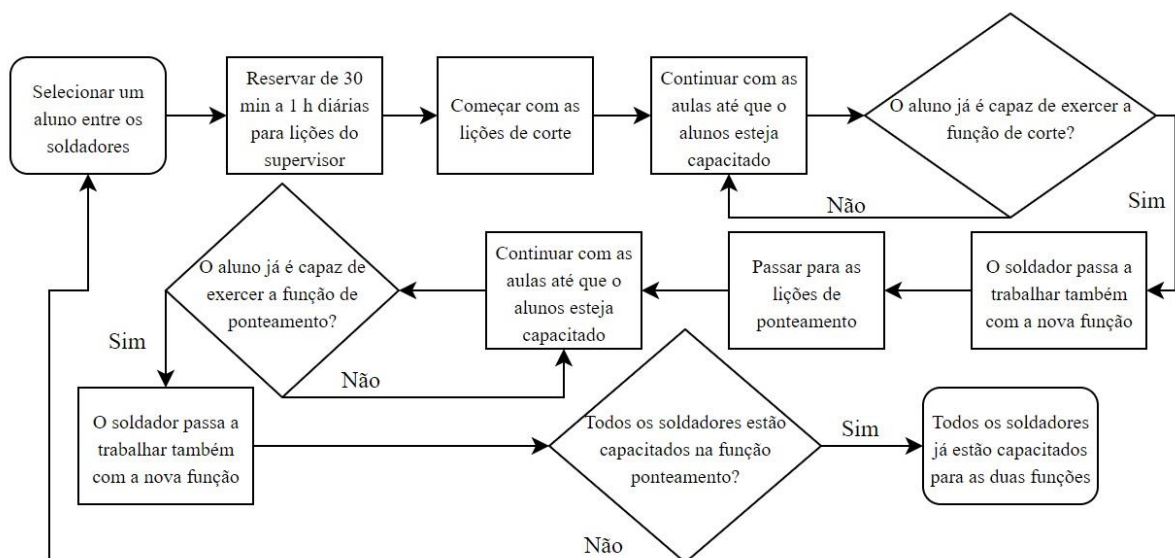 Selecionar um
aluno entre os
soldadores
Reservar de 30
min a 1 h diárias
para lições do
supervisor
Começar com as
lições de corte
Continuar com as
aulas até que o
alunos esteja
capacitado
O aluno já é capaz de exercer a
função de corte?
Não
Sim
O soldador passa a
trabalhar também
com a nova função
Passar para as
lições de
ponteamento
Continuar com as
aulas até que o
alunos esteja
capacitado
O aluno já é capaz de
exercer a função de
ponteamento?
Não
Sim
O soldador passa a
trabalhar também
com a nova função
Todos os soldadores estão
capacitados na função
ponteamento?
Sim
Não
Todos os soldadores
já estão capacitados
para as duas funções